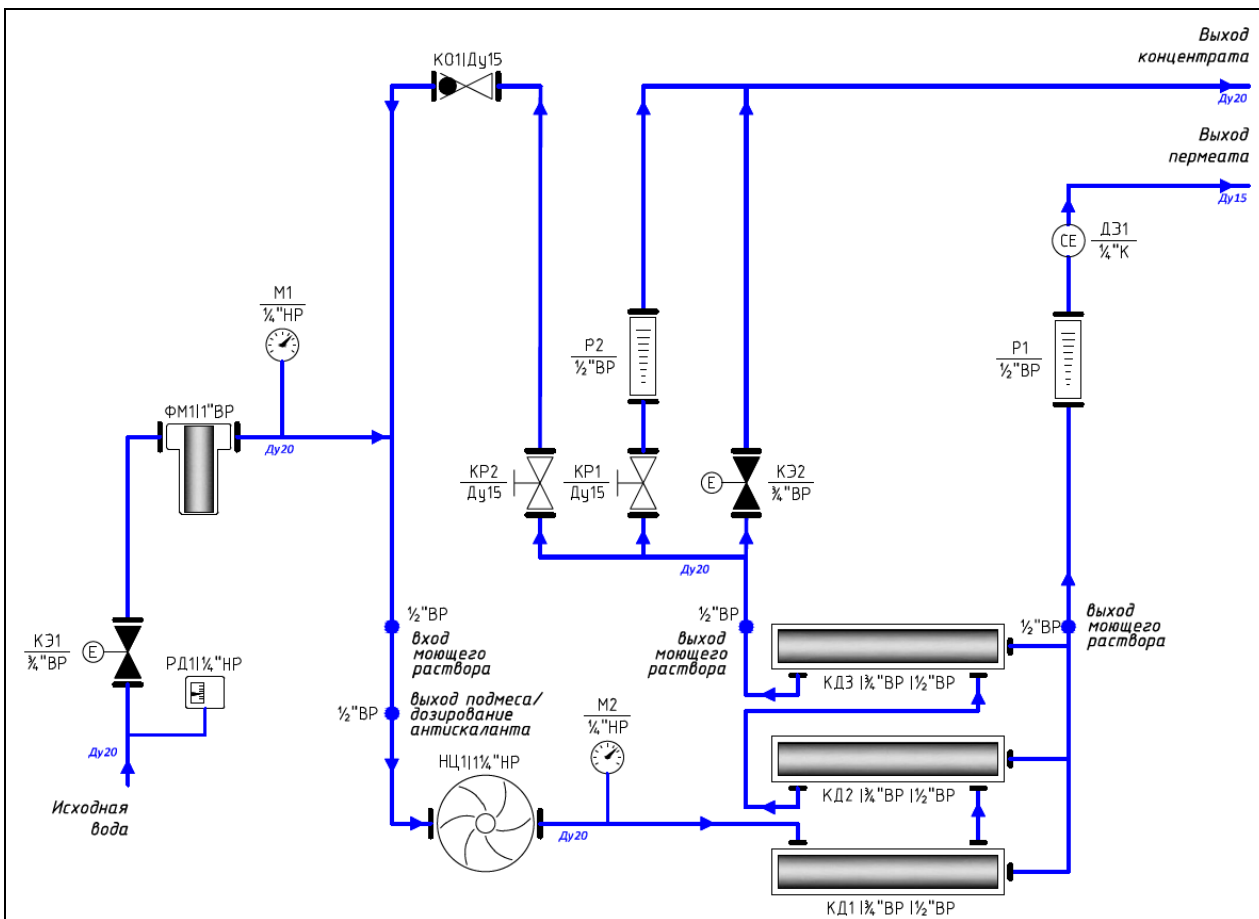 Выход
концентрата
Ду20
Выход
пермеата
Ду15
КО1|Ду15
ДЭ1
¼"К
CE
М1
¼"НР
Р2
½"ВР
Р1
½"ВР
ФМ1|1"ВР
Ду20
КР2
Ду15
КР1
Ду15
E
КЭ2
¾"ВР
Ду20
½"ВР
вход
моющего
раствора
½"ВР
выход
моющего
раствора
½"ВР
выход
моющего
раствора
КЭ1
¾"ВР
E
РД1|¼"НР
КД3 |¾"ВР |½"ВР
½"ВР
выход подмеса/
дозирование
антискаланта
М2
¼"НР
Ду20
НЦ1|1¼"НР
КД2 |¾"ВР |½"ВР
Исходная
вода
Ду20
КД1 |¾"ВР |½"ВР